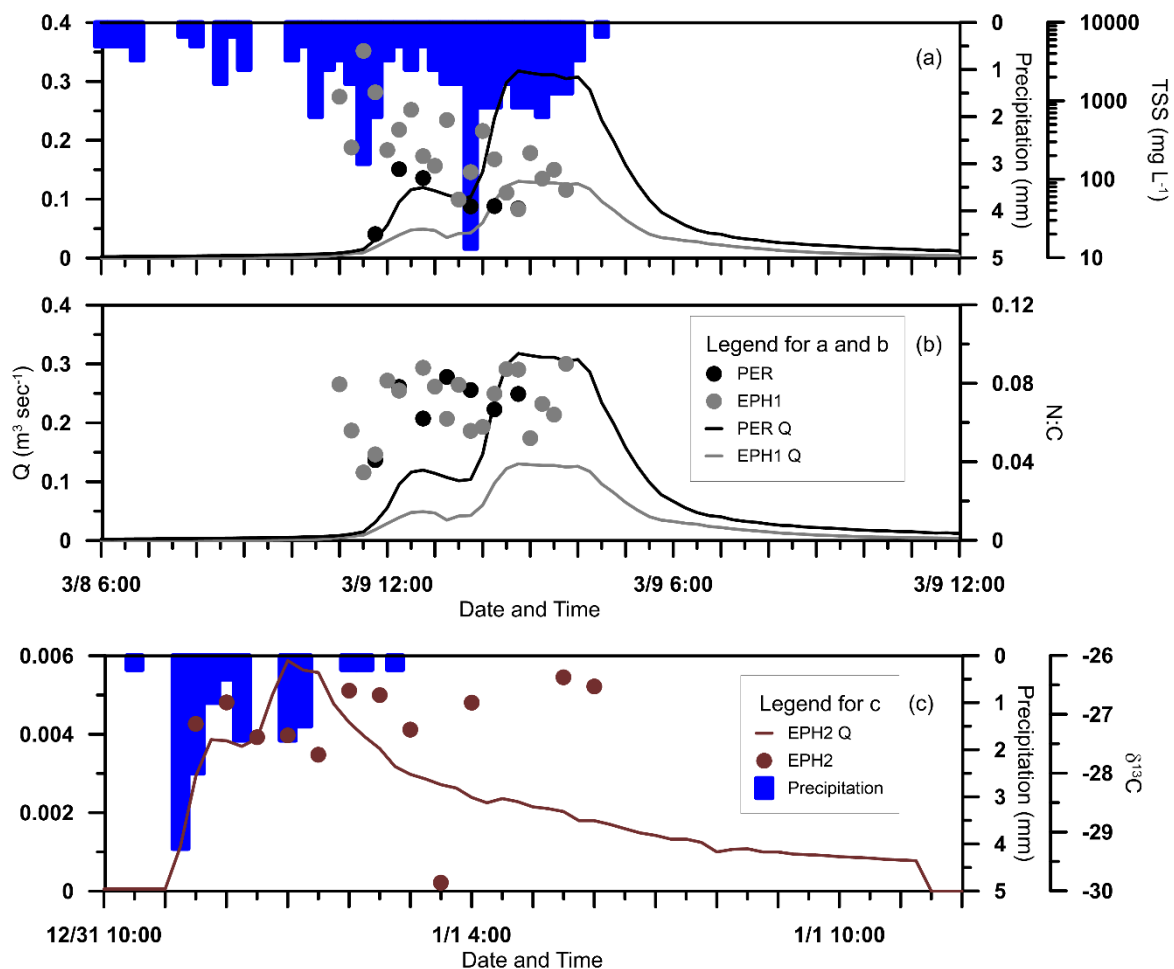 0.4
0.3
0.2
0.1
0
(a)
0
1
2
3
4
5
Precipitation (mm)
10000
1000
100
10
TSS (mg L-1)
0.4
0.3
0.2
0.1
0
Q (m3 sec-1)
(b)
Legend for a and b
PER
EPH1
PER Q
EPH1 Q
0.12
0.08
0.04
0
N:C
3/8 6:00
3/9 12:00
3/9 6:00
3/9 12:00
Date and Time
0.006
0.004
0.002
0
(c)
Legend for c
EPH2 Q
EPH2
Precipitation
0
1
2
3
4
5
Precipitation (mm)
-26
-27
-28
-29
-30
δ13C
12/31 10:00
1/1 4:00
1/1 10:00
Date and Time